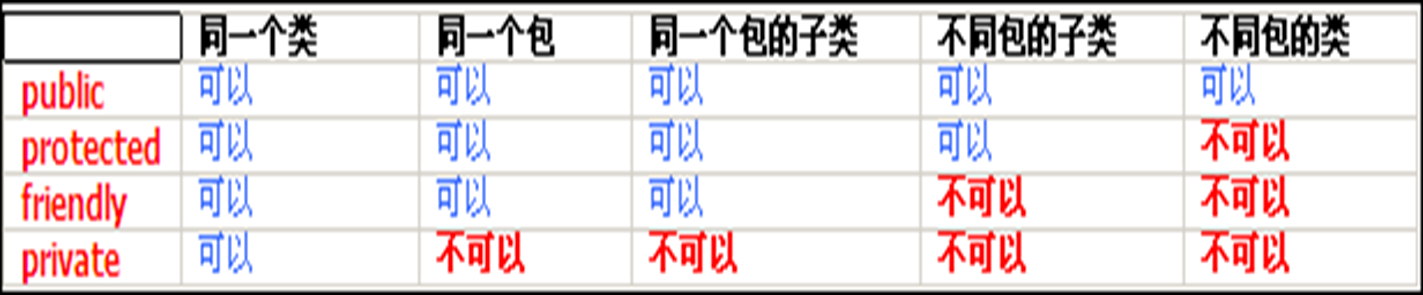 同一个类 同一个包 同一个包的子类 不同包的子类 不同包的类
public 可以 可以 可以 可以 可以
protected 可以 可以 可以 可以 不可以
friendly 可以 可以 可以 不可以 不可以
private 可以 不可以 不可以 不可以 不可以